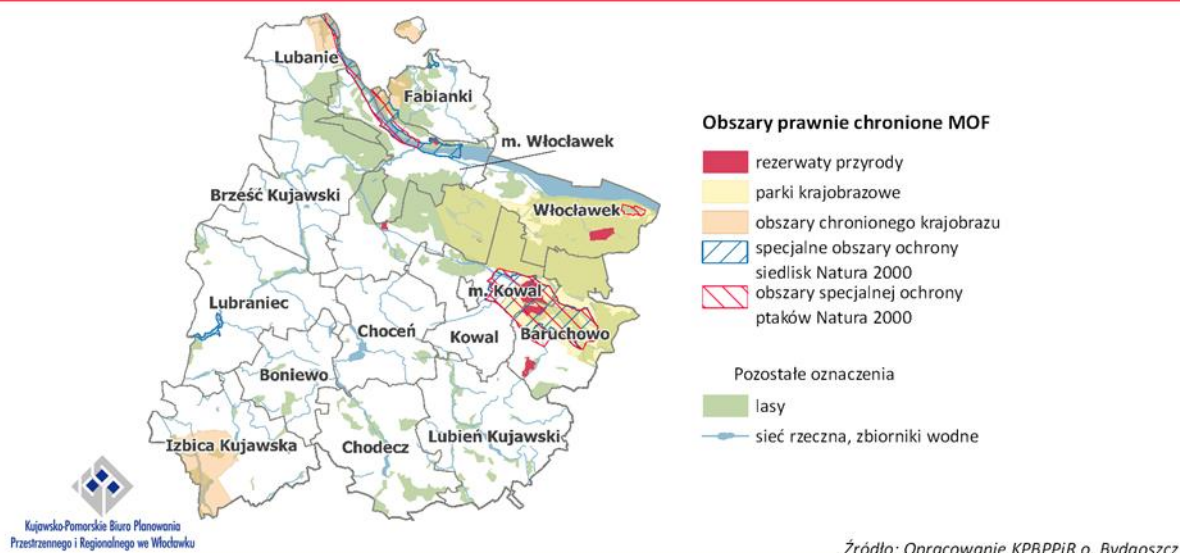 Lubanie
Fabianki
m. Włocławek
Brześć Kujawski
Włocławek
m. Kowal
Lubraniec
Choceń
Kowal
Baruchowo
Boniewo
Izbica Kujawska
Chodecz
Lubień Kujawski
Obszary prawnie chronione MOF
rezerwaty przyrody
parki krajobrazowe
obszary chronionego krajobrazu
specjalne obszary ochrony
siedlisk Natura 2000
obszary specjalnej ochrony
ptaków Natura 2000
Pozostałe oznaczenia
lasy
sieć rzeczna, zbiorniki wodne
Kujawsko-Pomorskie Biuro Planowania
Przestrzennego i Regionalnego we Włocławku
Źródło: Opracowanie KPBPPiR o. Bydgoszcz